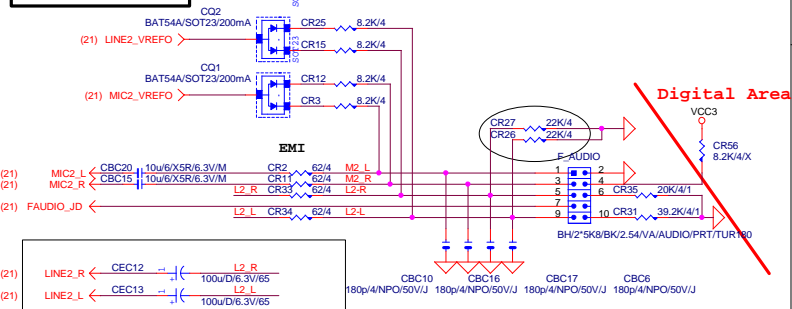 CQ2
BAT54A/SOT23/200mA
(21) LINE2_VREFO
SOT23
CR25 8.2K/4
CR15 8.2K/4
CQ1
BAT54A/SOT23/200mA
(21) MIC2_VREFO
CR12 8.2K/4
CR3 8.2K/4
Digital Area
VCC3
CR56
8.2K/4/X
CR27 22K/4
CR26 22K/4
EMI
F_AUDIO
(21) MIC2_L CBC20 10u/6/X5R/6.3V/M CR2 62/4 M2_L 1 2
(21) MIC2_R CBC15 10u/6/X5R/6.3V/M CR11 62/4 M2_R 3 4
L2_R CR33 62/4 L2-R 5 6 CR35 20K/4/1
(21) FAUDIO_JD 7
L2_L CR34 62/4 L2-L 9 10 CR31 39.2K/4/1
BH/2*5K8/BK/2.54/VA/AUDIO/PRT/TUR180
(21) LINE2_R CEC12 1 + L2_R
100u/D/6.3V/65
(21) LINE2_L CEC13 1 + L2_L
100u/D/6.3V/65
CBC10 CBC16 CBC17 CBC6
180p/4/NPO/50V/J 180p/4/NPO/50V/J 180p/4/NPO/50V/J 180p/4/NPO/50V/J